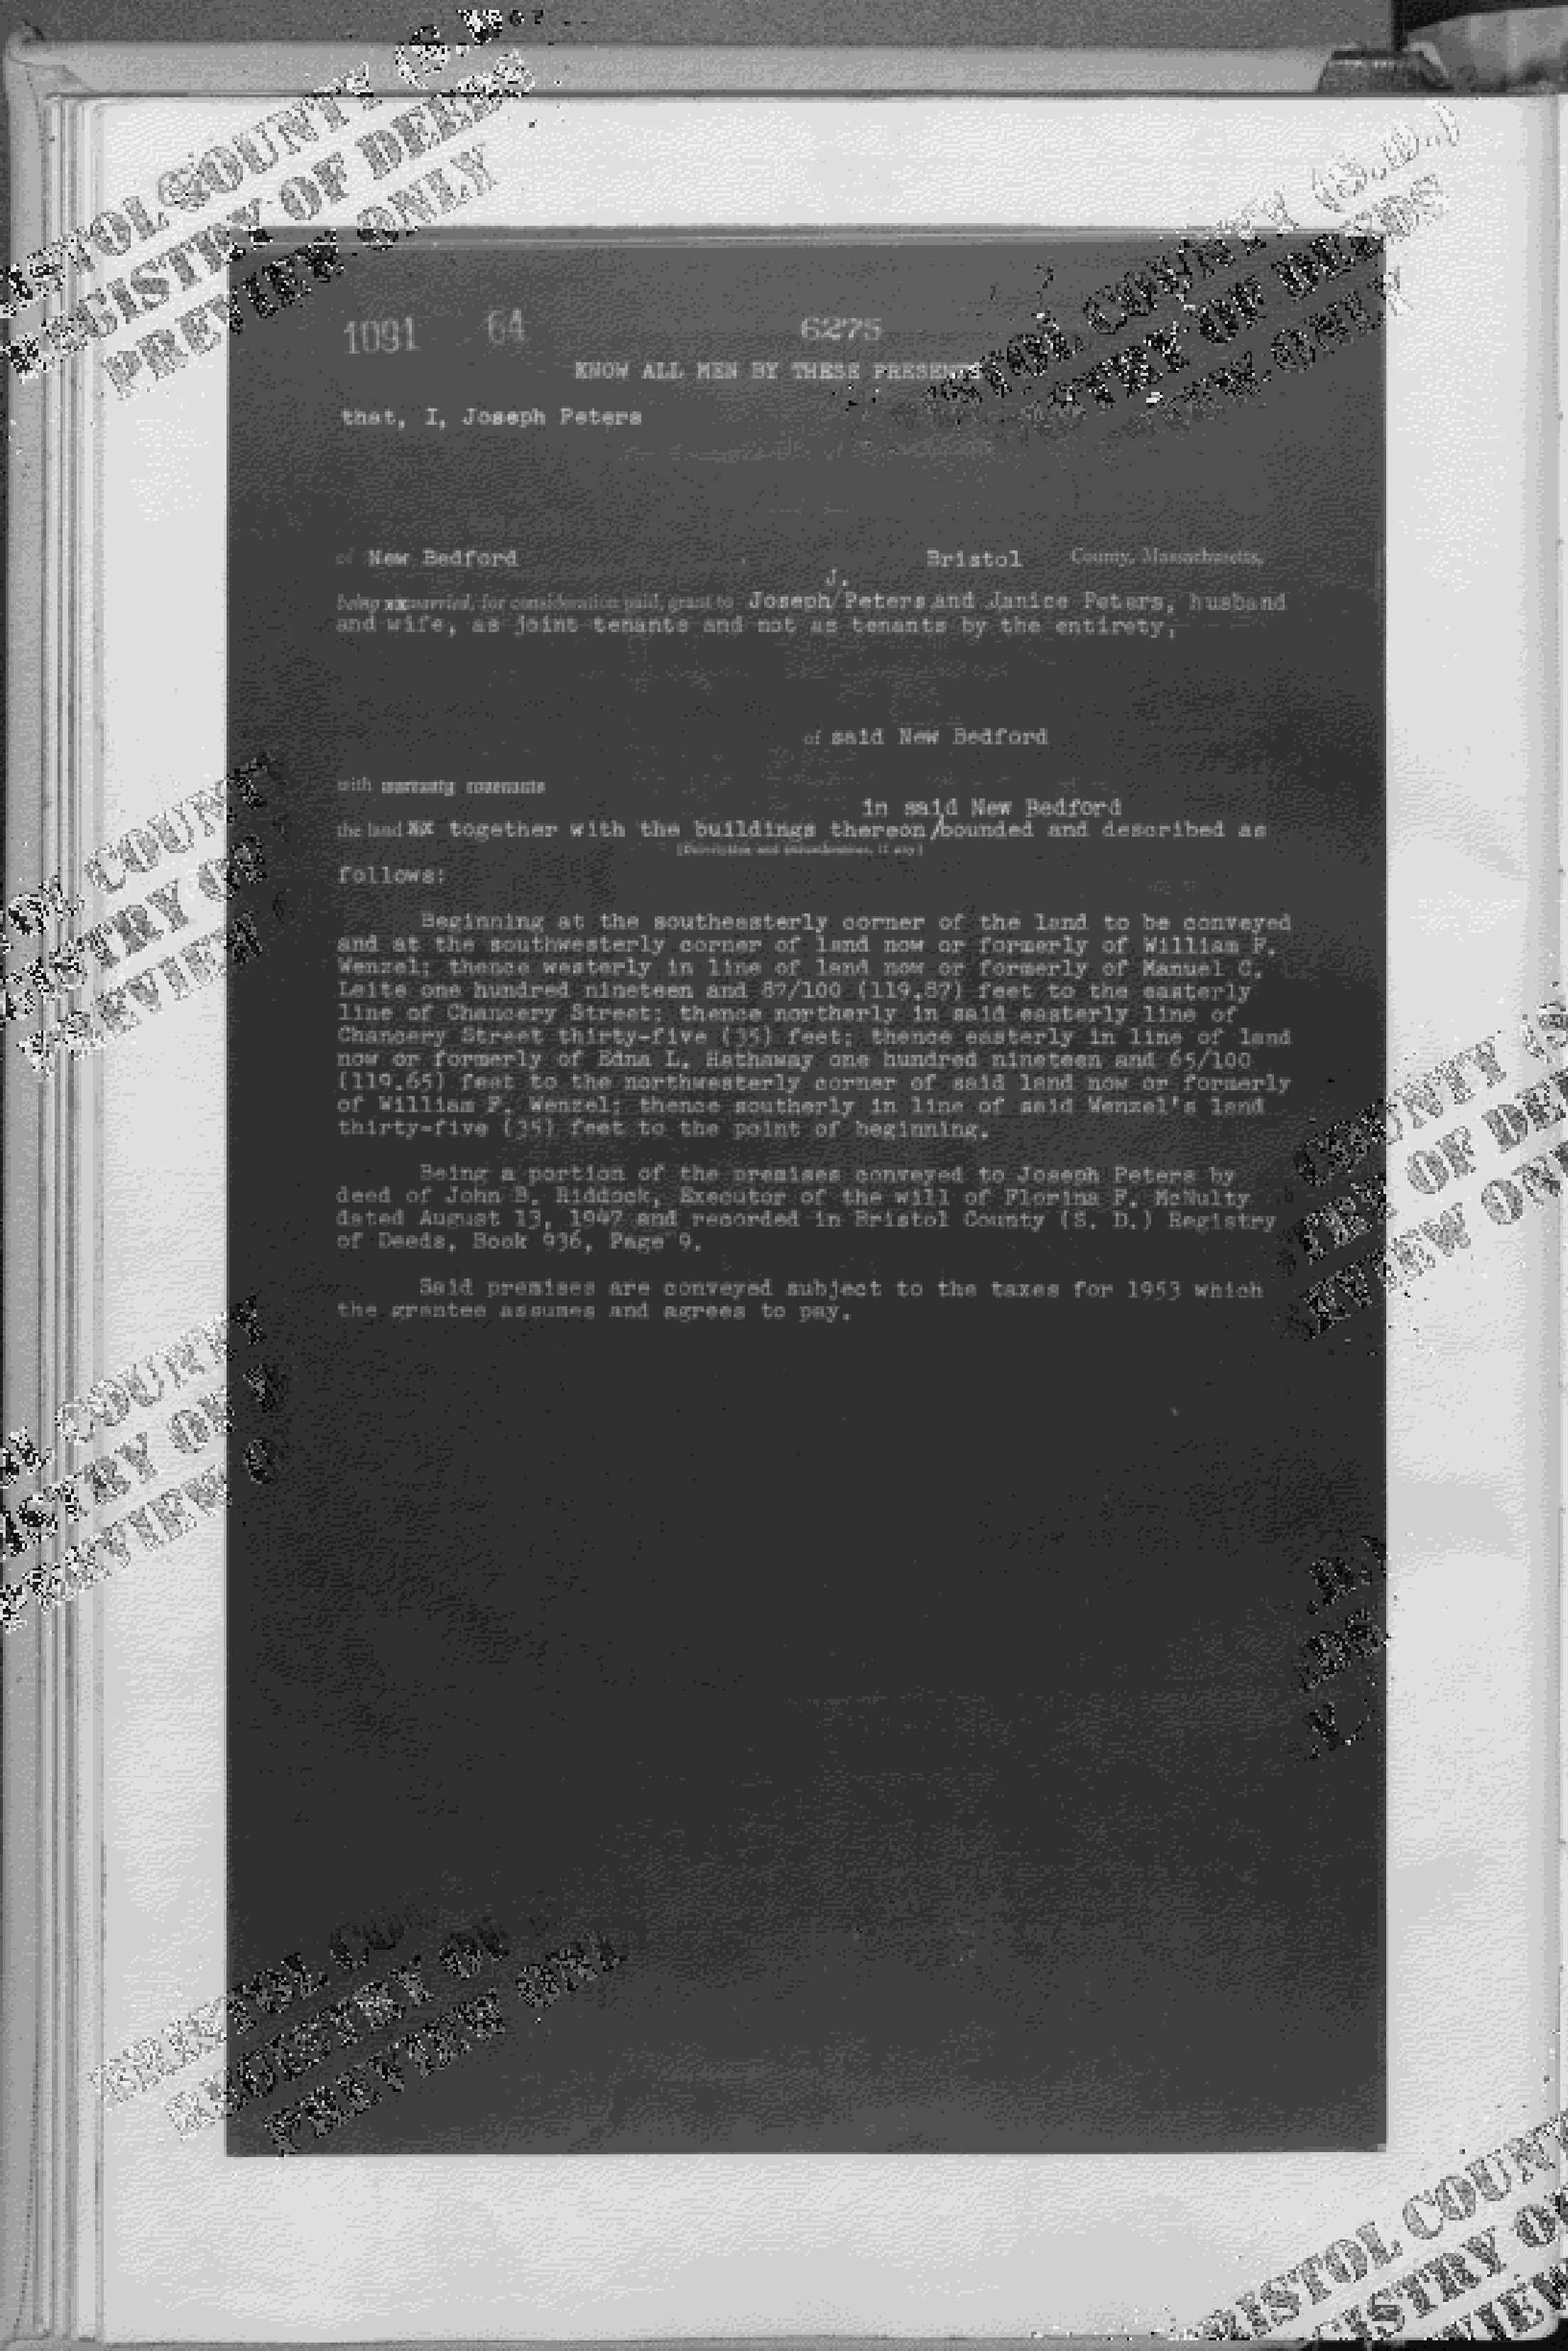 1091 64 6275
KNOW ALL MEN BY THESE PRESENTS
that, I, Joseph Peters
of New Bedford , Bristol County, Massachusetts,
J.
being xx married, for consideration paid, grant to Joseph/Peters and Janice Peters, husband
and wife, as joint tenants and not as tenants by the entirety,
of said New Bedford
with warranty covenants
in said New Bedford
the land xx together with the buildings thereon/bounded and described as
[Description and encumbrances, if any]
follows:
Beginning at the southeasterly corner of the land to be conveyed
and at the southwesterly corner of land now or formerly of William F.
Wenzel; thence westerly in line of land now or formerly of Manuel C.
Leite one hundred nineteen and 87/100 (119.87) feet to the easterly
line of Chancery Street; thence northerly in said easterly line of
Chancery Street thirty-five (35) feet; thence easterly in line of land
now or formerly of Edna L. Hathaway one hundred nineteen and 65/100
(119.65) feet to the northwesterly corner of said land now or formerly
of William F. Wenzel; thence southerly in line of said Wenzel's land
thirty-five (35) feet to the point of beginning.
Being a portion of the premises conveyed to Joseph Peters by
deed of John B. Riddock, Executor of the will of Florina F. McNulty
dated August 13, 1947 and recorded in Bristol County (S. D.) Registry
of Deeds, Book 936, Page 9.
Said premises are conveyed subject to the taxes for 1953 which
the grantee assumes and agrees to pay.